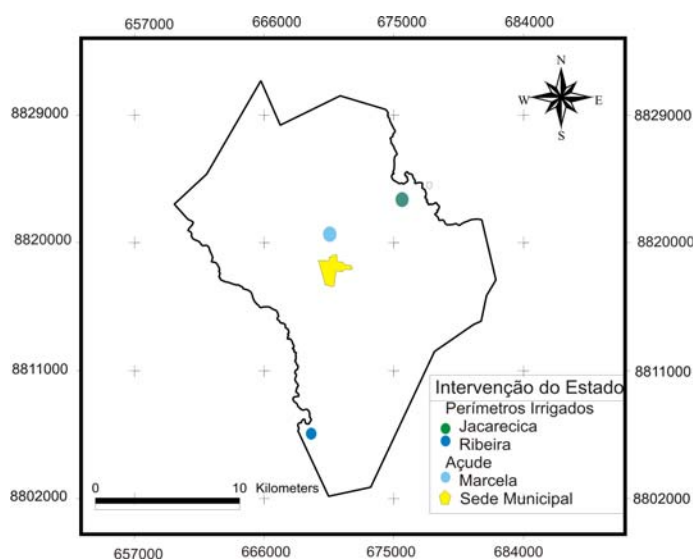 657000 666000 675000 684000
N
W E
S
8829000 8829000
8820000 8820000
8811000 8811000
Intervenção do Estado
Perímetros Irrigados
Jacarecica
Ribeira
Açude
Marcela
Sede Municipal
0 10 Kilometers
8802000 8802000
657000 666000 675000 684000